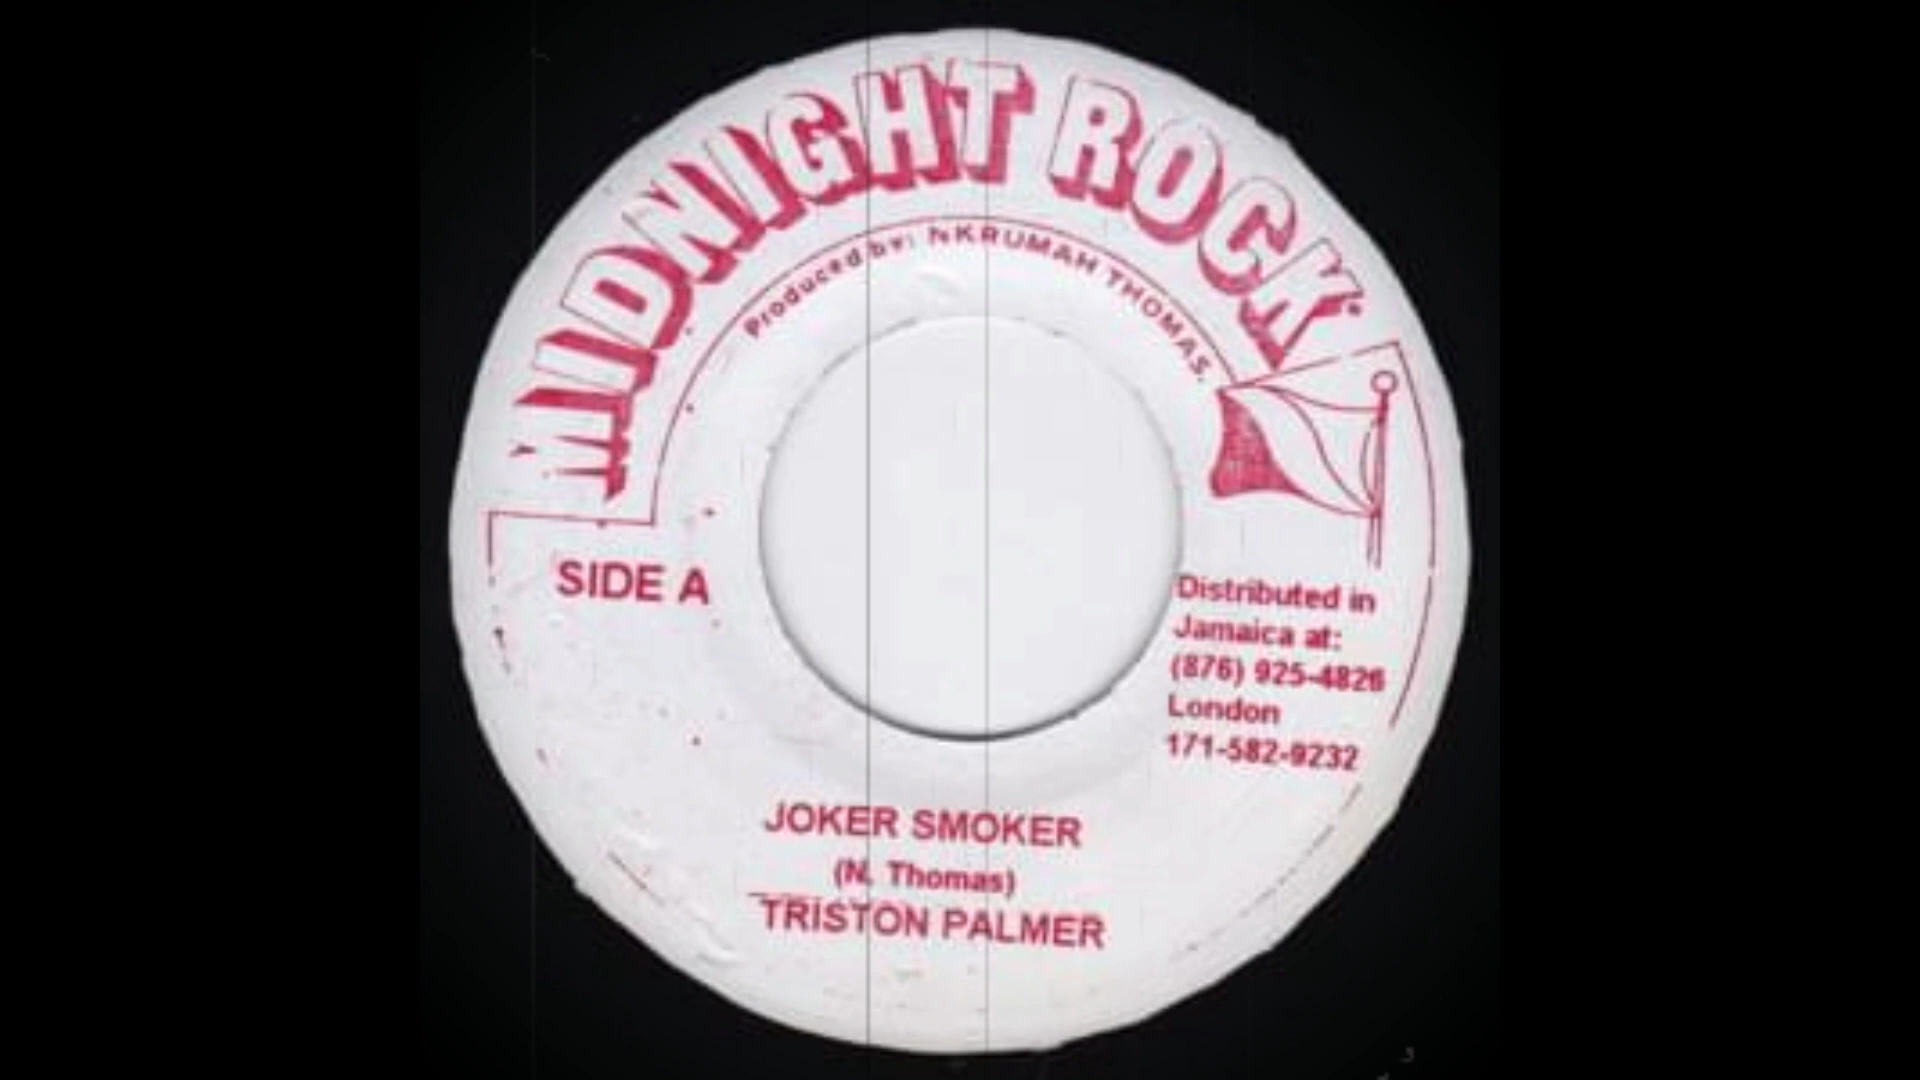 MIDNIGHT ROCK
Produced by: NKRUMAH THOMAS.
SIDE A
Distributed in
Jamaica at:
(876) 925-4826
London
171-582-9232
JOKER SMOKER
(N. Thomas)
TRISTON PALMER